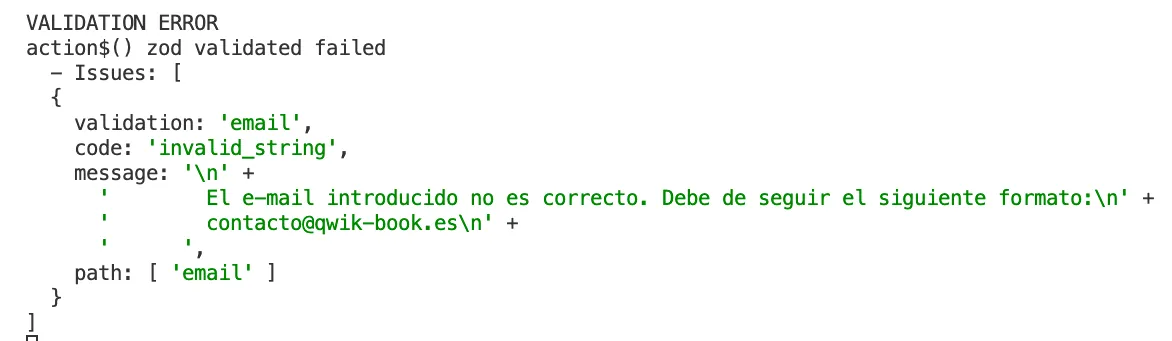 VALIDATION ERROR
action$() zod validated failed
  - Issues: [
  {
    validation: 'email',
    code: 'invalid_string',
    message: '\n' +
      '        El e-mail introducido no es correcto. Debe de seguir el siguiente formato:\n' +
      '        contacto@qwik-book.es\n' +
      '      ',
    path: [ 'email' ]
  }
]